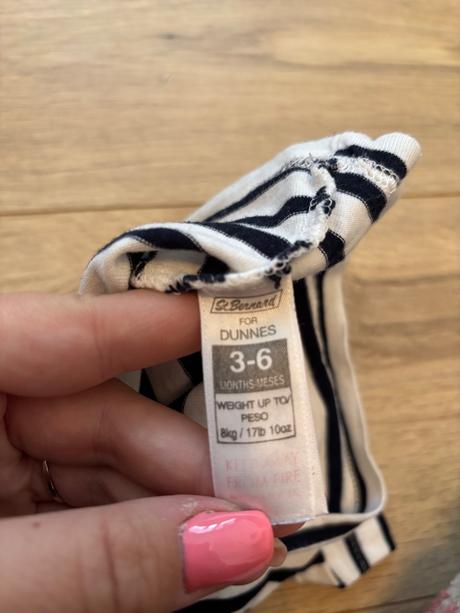 St Bernard
FOR
DUNNES
3-6
MONTHS-MESES
WEIGHT UP TO/
PESO
8kg / 17lb 10oz
KEEP AWAY
FROM FIRE